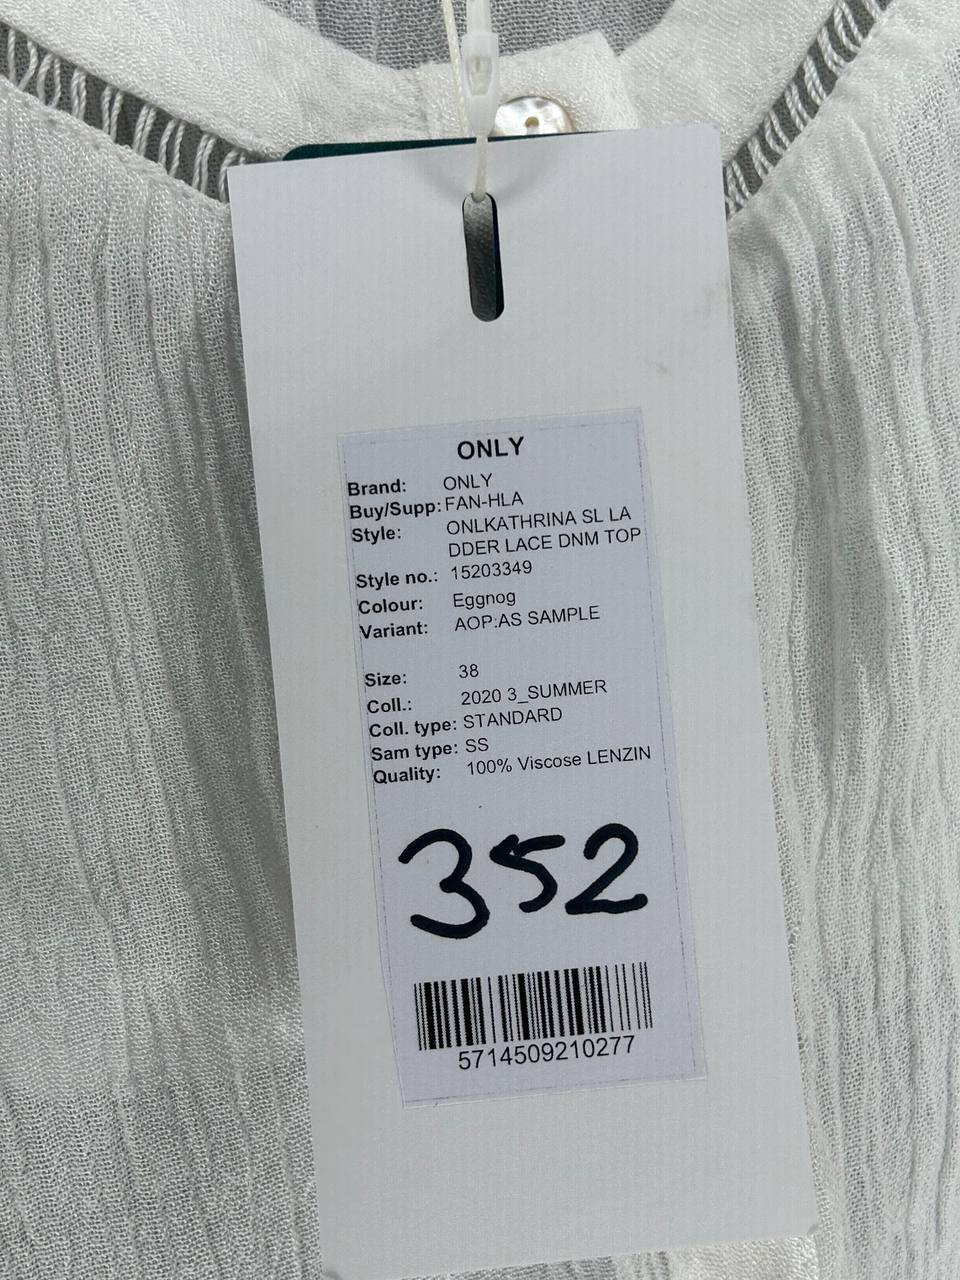 ONLY
Brand: ONLY
Buy/Supp: FAN-HLA
Style: ONLKATHRINA SL LA
DDER LACE DNM TOP
Style no.: 15203349
Colour: Eggnog
Variant: AOP:AS SAMPLE
Size: 38
Coll.: 2020 3_SUMMER
Coll. type: STANDARD
Sam type: SS
Quality: 100% Viscose LENZIN
352
5714509210277